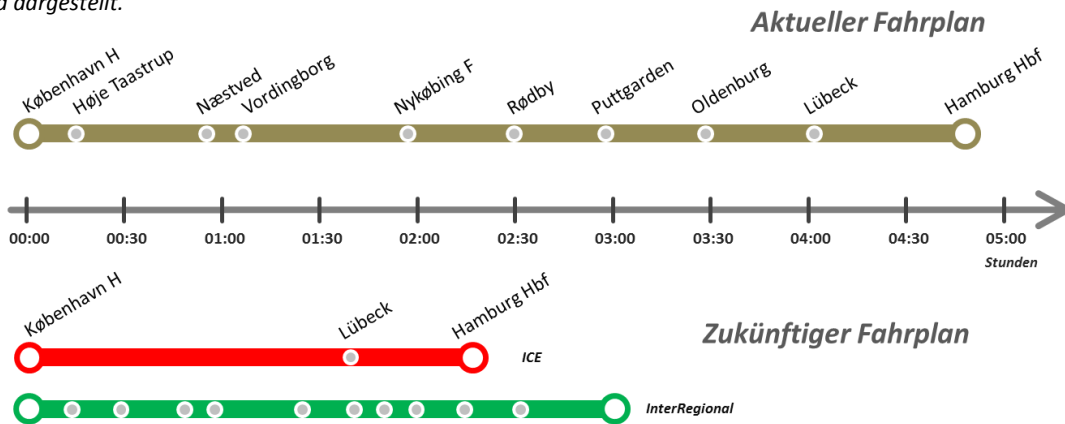 dargestellt.
Aktueller Fahrplan
København H
Høje Taastrup
Næstved
Vordingborg
Nykøbing F
Rødby
Puttgarden
Oldenburg
Lübeck
Hamburg Hbf
00:00 00:30 01:00 01:30 02:00 02:30 03:00 03:30 04:00 04:30 05:00
Stunden
København H
Lübeck
Hamburg Hbf
Zukünftiger Fahrplan
ICE
InterRegional